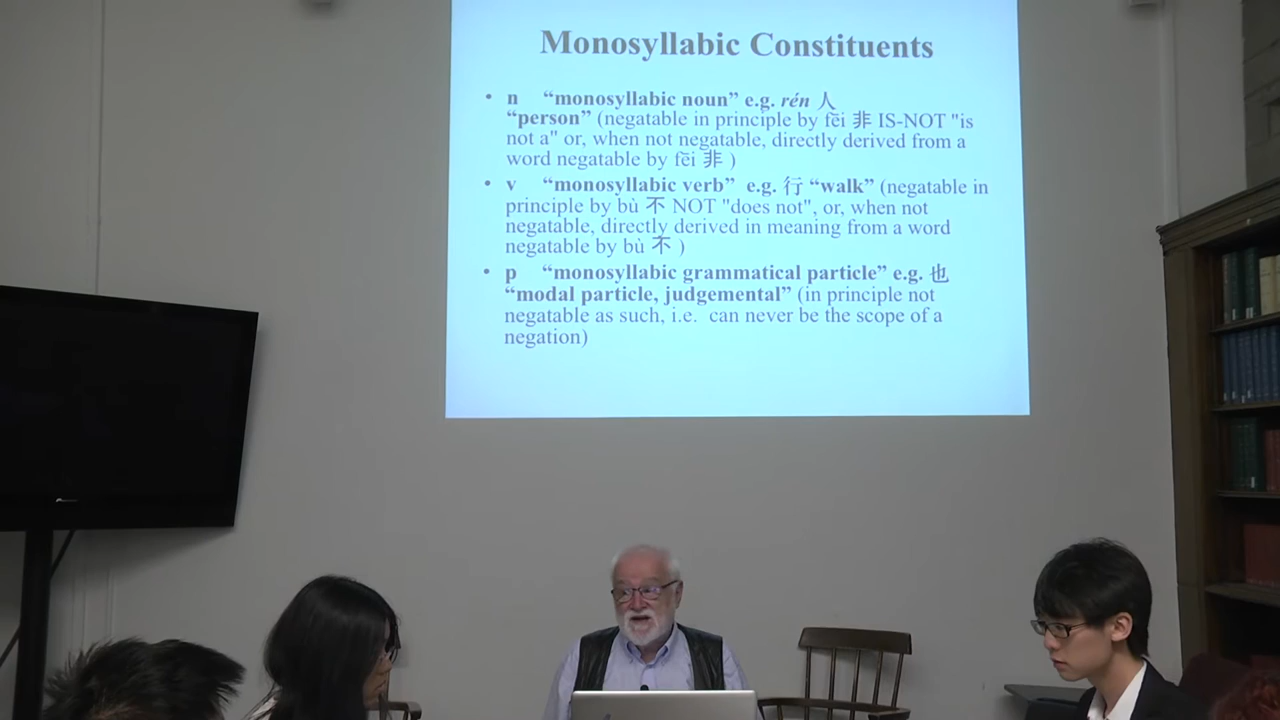 Monosyllabic Constituents
• n “monosyllabic noun” e.g. rén 人
“person” (negatable in principle by fēi 非 IS-NOT "is
not a" or, when not negatable, directly derived from a
word negatable by fēi 非 )
• v “monosyllabic verb” e.g. 行 “walk” (negatable in
principle by bù 不 NOT "does not", or, when not
negatable, directly derived in meaning from a word
negatable by bù 不 )
• p “monosyllabic grammatical particle” e.g. 也
“modal particle, judgemental” (in principle not
negatable as such, i.e. can never be the scope of a
negation)